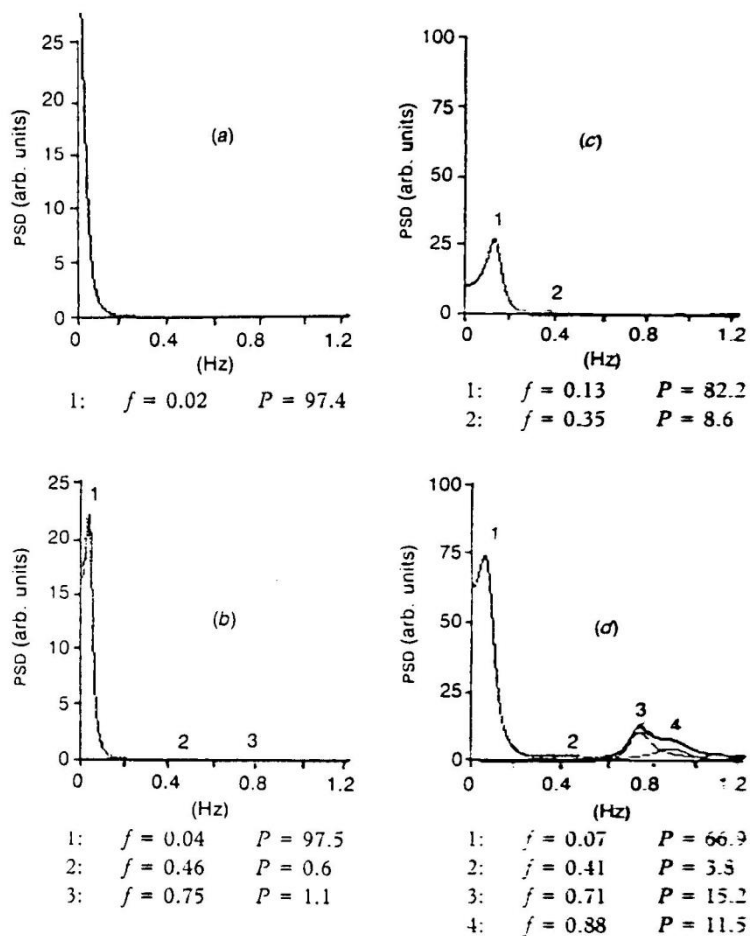 25
20
15
10
5
0
PSD (arb. units)
(a)
0 0.4 0.8 1.2
(Hz)
1: f = 0.02 P = 97.4
100
75
50
25
0
PSD (arb. units)
(c)
1
2
0 0.4 0.8 1.2
(Hz)
1: f = 0.13 P = 82.2
2: f = 0.35 P = 8.6
25
20
15
10
5
0
PSD (arb. units)
1
(b)
2 3
0 0.4 0.8 1.2
(Hz)
1: f = 0.04 P = 97.5
2: f = 0.46 P = 0.6
3: f = 0.75 P = 1.1
100
75
50
25
0
PSD (arb. units)
1
(d)
3
4
2
0 0.4 0.8 1.2
(Hz)
1: f = 0.07 P = 66.9
2: f = 0.41 P = 3.8
3: f = 0.71 P = 15.2
4: f = 0.88 P = 11.5